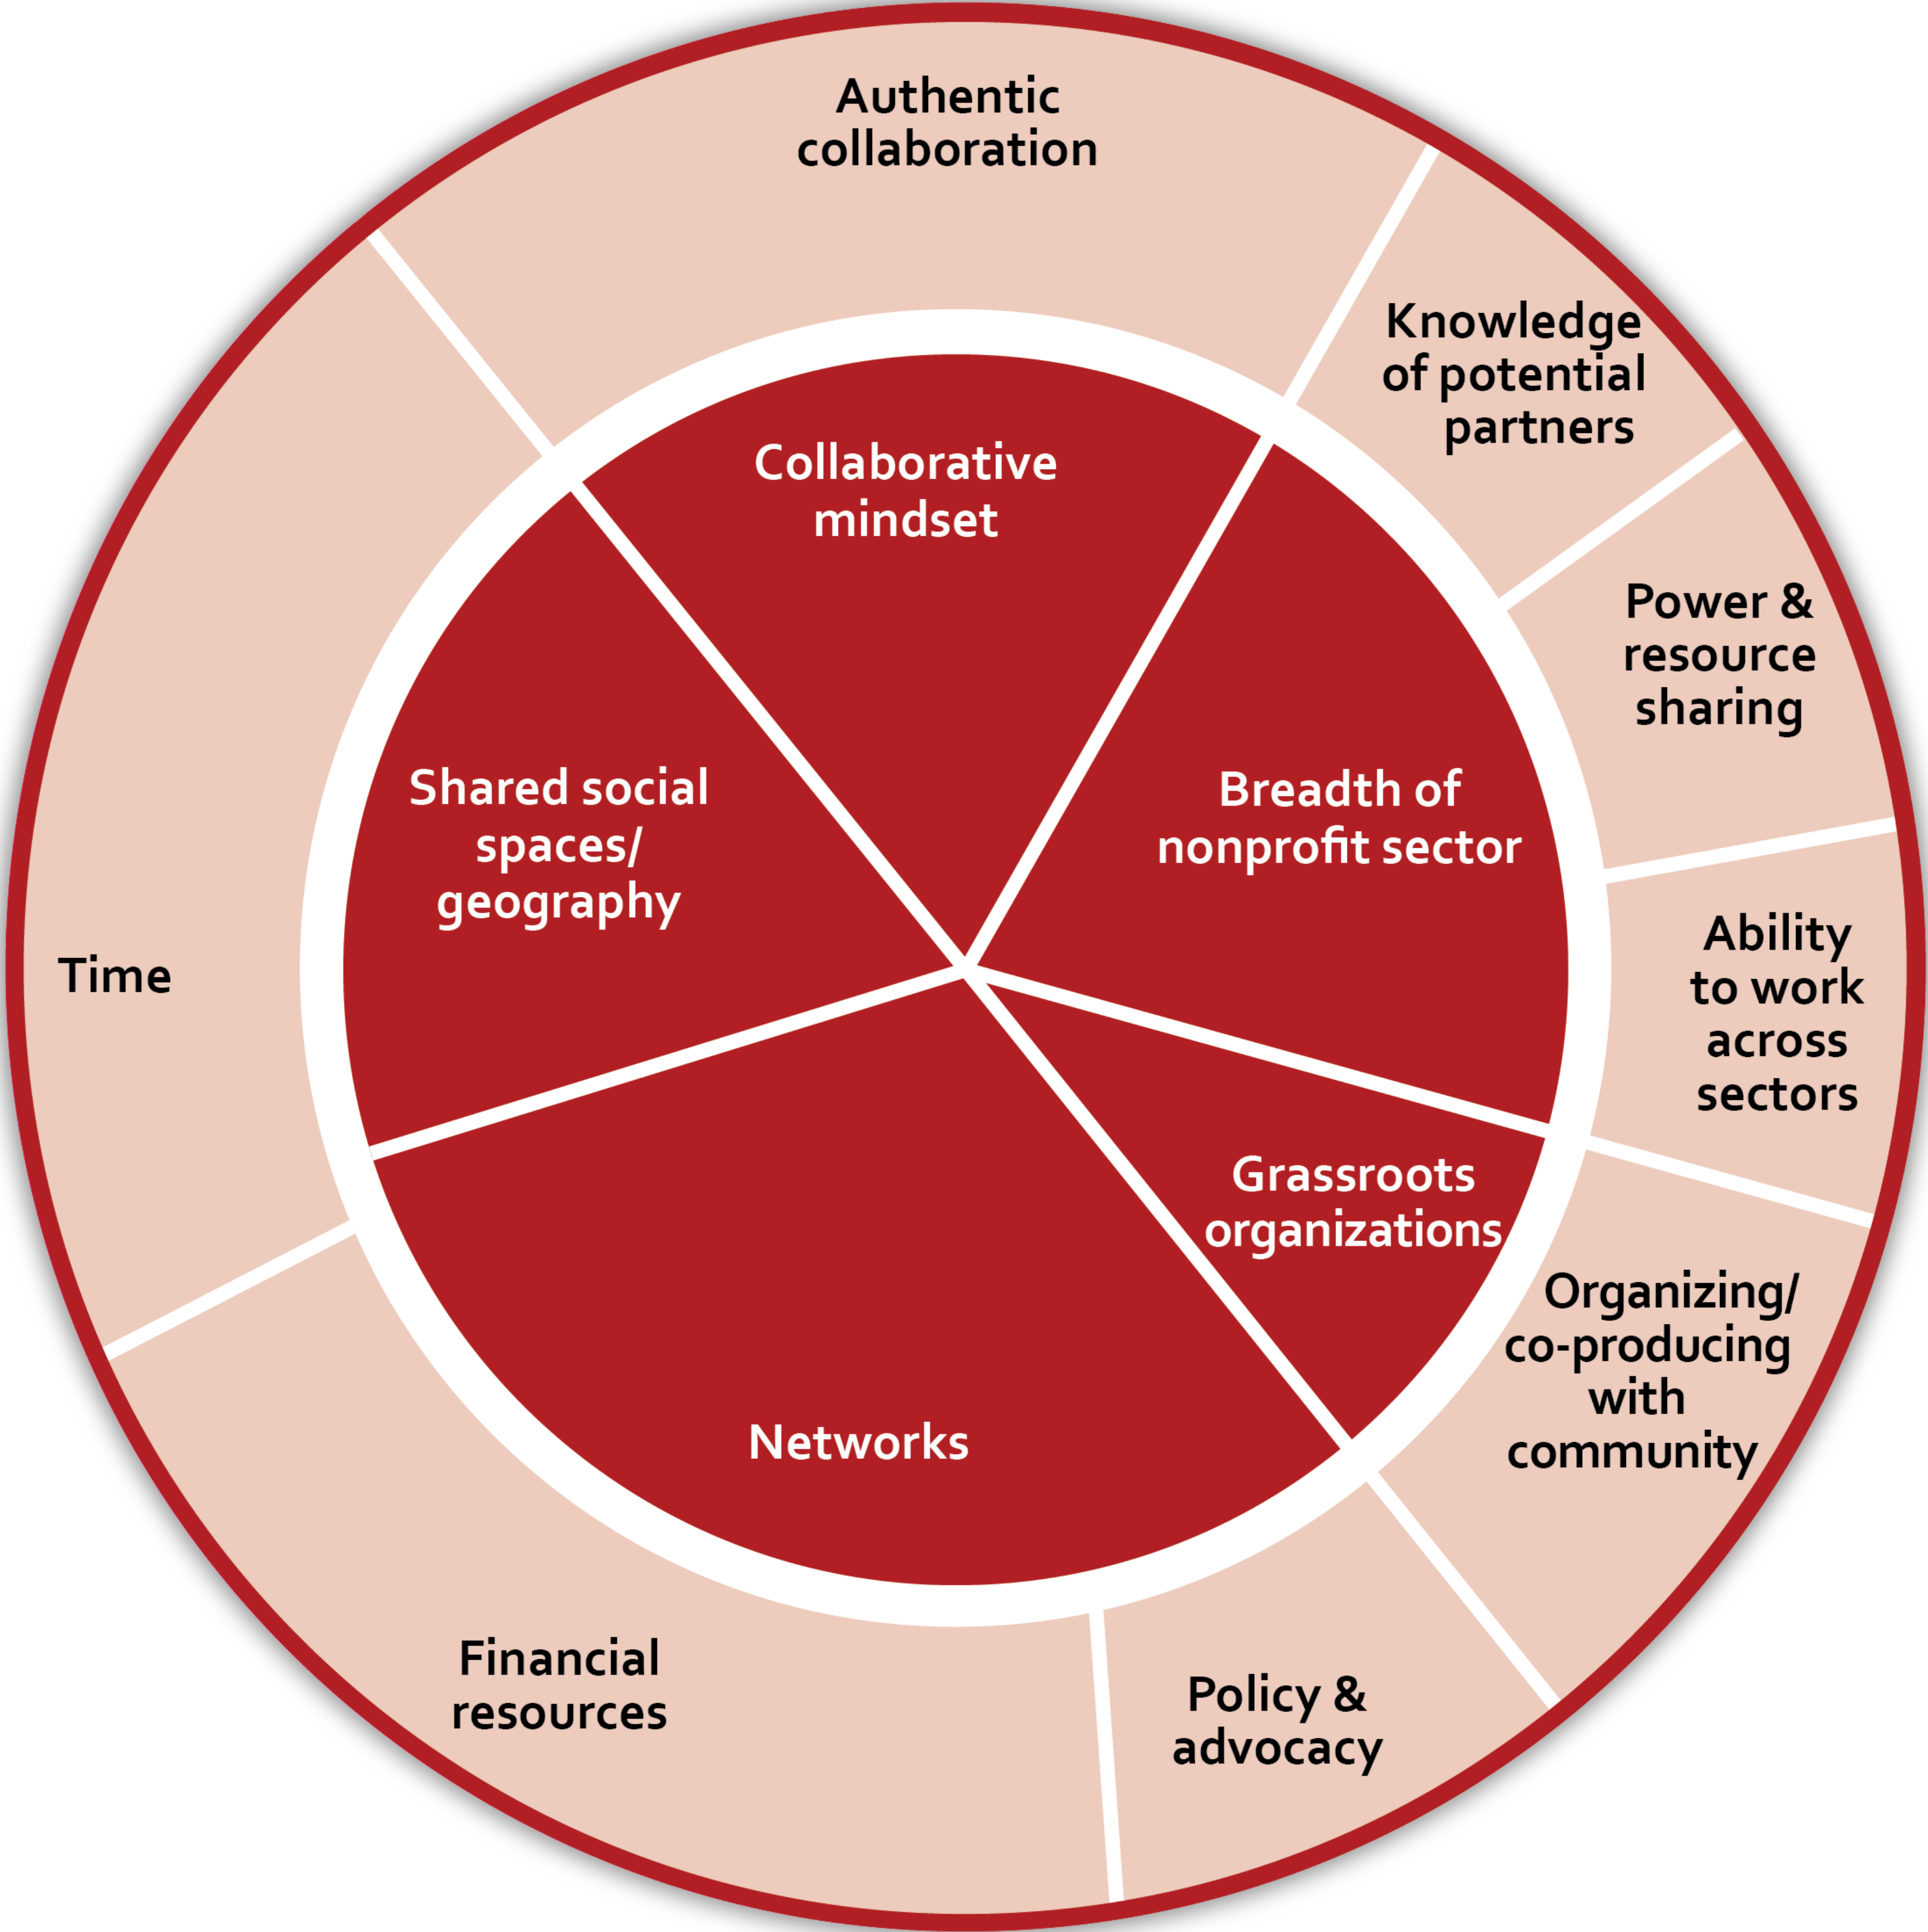 Authentic
collaboration
Knowledge
of potential
partners
Power &
resource
sharing
Ability
to work
across
sectors
Organizing/
co-producing
with
community
Policy &
advocacy
Financial
resources
Time
Collaborative
mindset
Breadth of
nonprofit sector
Grassroots
organizations
Networks
Shared social
spaces/
geography